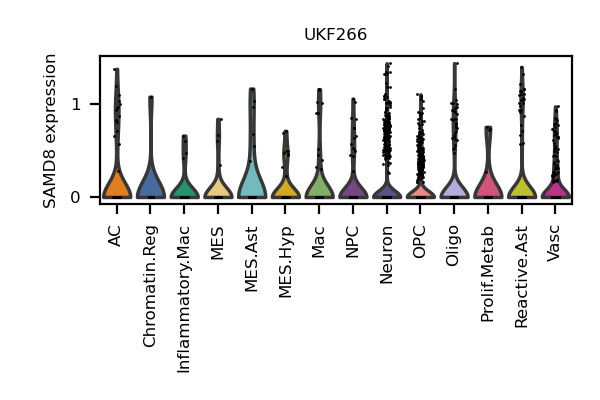 UKF266
SAMD8 expression
1
0
AC
Chromatin.Reg
Inflammatory.Mac
MES
MES.Ast
MES.Hyp
Mac
NPC
Neuron
OPC
Oligo
Prolif.Metab
Reactive.Ast
Vasc